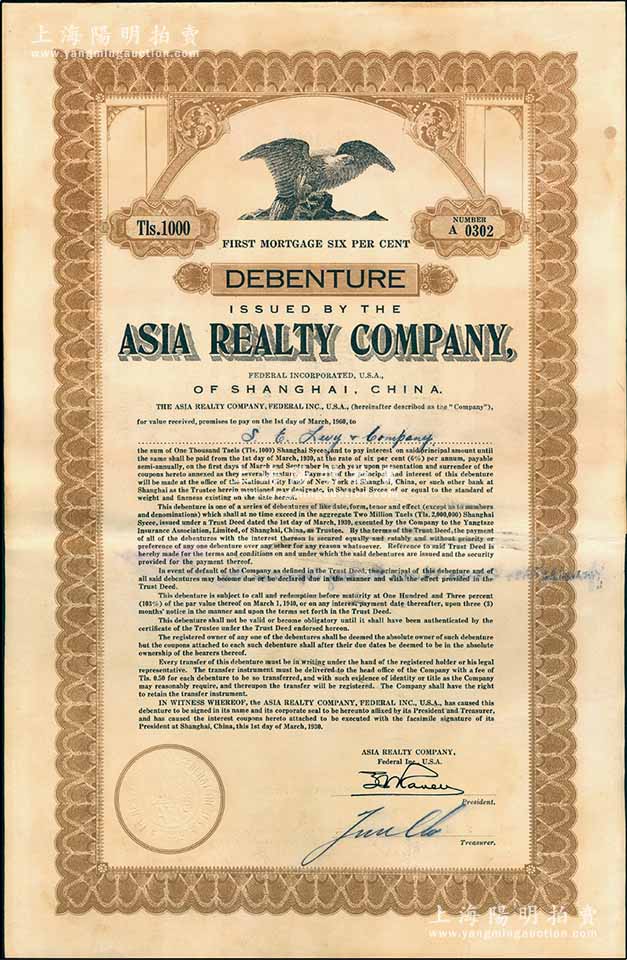 上海陽明拍賣
www.yangmingauction.com
Tls.1000
NUMBER
A 0302
FIRST MORTGAGE SIX PER CENT
DEBENTURE
ISSUED BY THE
ASIA REALTY COMPANY,
FEDERAL INCORPORATED, U.S.A.,
OF SHANGHAI, CHINA.
THE ASIA REALTY COMPANY, FEDERAL INC., U.S.A., (hereinafter described as the "Company"),
for value received, promises to pay on the 1st day of March, 1960, to
S. E. Levy & Company
the sum of One Thousand Taels (Tls. 1000) Shanghai Sycee, and to pay interest on said principal amount until
the same shall be paid from the 1st day of March, 1930, at the rate of six per cent (6%) per annum, payable
semi-annually, on the first days of March and September in each year upon presentation and surrender of the
coupons hereto annexed as they severally mature. Payment of the principal and interest of this debenture
will be made at the office of the National City Bank of New York at Shanghai, China, or such other bank at
Shanghai as the Trustee herein mentioned may designate, in Shanghai Sycee of or equal to the standard of
weight and fineness existing on the date hereof.
This debenture is one of a series of debentures of like date, form, tenor and effect (except as to numbers
and denominations) which shall at no time exceed in the aggregate Two Million Taels (Tls. 2,000,000) Shanghai
Sycee, issued under a Trust Deed dated the 1st day of March, 1930, executed by the Company to the Yangtsze
Insurance Association, Limited, of Shanghai, China, as Trustee. By the terms of the Trust Deed, the payment
of all of the debentures with the interest thereon is secured equally and ratably and without priority or
preference of any one debenture over any other for any reason whatsoever. Reference to said Trust Deed is
hereby made for the terms and conditions on and under which the said debentures are issued and the security
provided for the payment thereof.
In event of default of the Company as defined in the Trust Deed, the principal of this debenture and of
all said debentures may become due or be declared due in the manner and with the effect provided in the
Trust Deed.
This debenture is subject to call and redemption before maturity at One Hundred and Three percent
(103%) of the par value thereof on March 1, 1940, or on any interest payment date thereafter, upon three (3)
months' notice in the manner and upon the terms set forth in the Trust Deed.
This debenture shall not be valid or become obligatory until it shall have been authenticated by the
certificate of the Trustee under the Trust Deed endorsed hereon.
The registered owner of any one of the debentures shall be deemed the absolute owner of such debenture
but the coupons attached to each such debenture shall after their due dates be deemed to be in the absolute
ownership of the bearers thereof.
Every transfer of this debenture must be in writing under the hand of the registered holder or his legal
representative. The transfer instrument must be delivered to the head office of the Company with a fee of
Tls. 0.50 for each debenture to be so transferred, and with such evidence of identity or title as the Company
may reasonably require, and thereupon the transfer will be registered. The Company shall have the right
to retain the transfer instrument.
IN WITNESS WHEREOF, the ASIA REALTY COMPANY, FEDERAL INC., U.S.A., has caused this
debenture to be signed in its name and its corporate seal to be hereunto affixed by its President and Treasurer,
and has caused the interest coupons hereto attached to be executed with the facsimile signature of its
President at Shanghai, China, this 1st day of March, 1930.
ASIA REALTY COMPANY,
Federal Inc. U.S.A.
President.
Treasurer.
上海陽明拍賣
www.yangmingauction.com